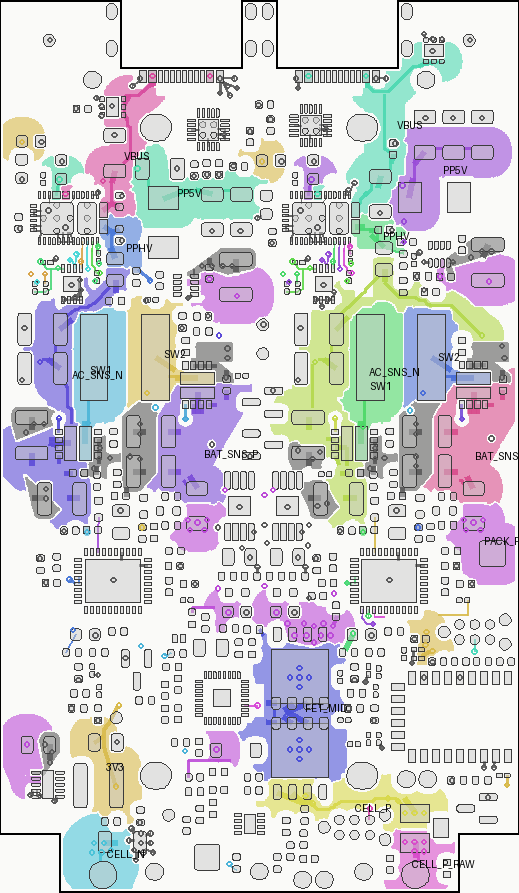 VBUS
VBUS
PP5V
PP5V
PPHV
PPHV
SW2
SW2
SW1
AC_SNS_N
AC_SNS_N
SW1
BAT_SNS_P
BAT_SNS
PACK_P
FET_MID
3V3
CELL_P
CELL_N
CELL_P_RAW